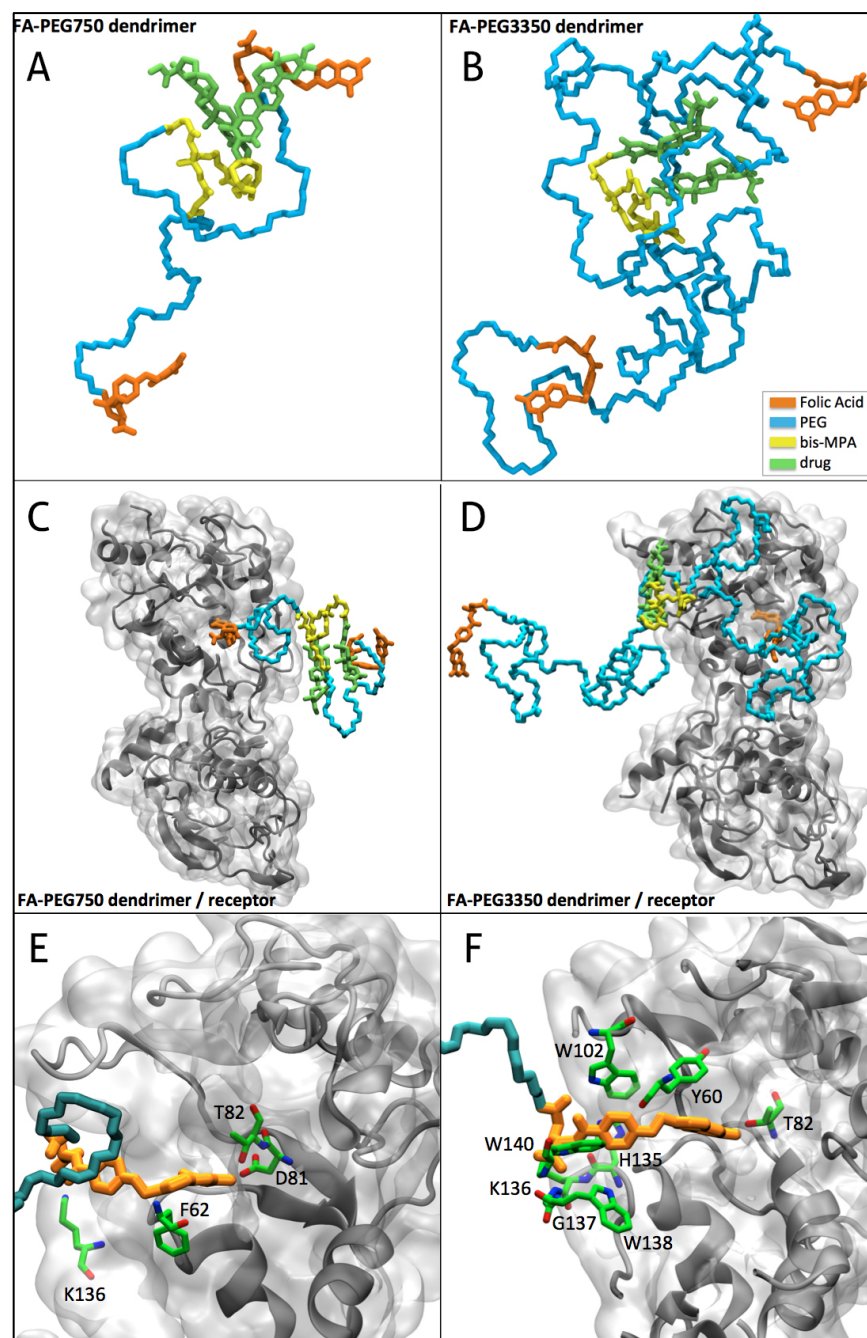 FA-PEG750 dendrimer
A
FA-PEG3350 dendrimer
B
Folic Acid
PEG
bis-MPA
drug
C
FA-PEG750 dendrimer / receptor
D
FA-PEG3350 dendrimer / receptor
E
T82
D81
F62
K136
F
W102
Y60
T82
W140
H135
K136
G137
W138